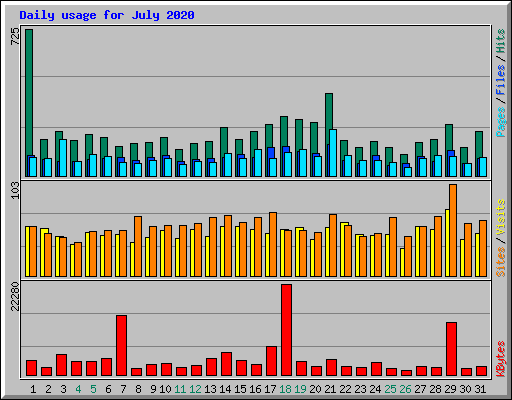 Daily usage for July 2020
725
Pages / Files / Hits
103
Sites / Visits
22280
KBytes
1 2 3 4 5 6 7 8 9 10 11 12 13 14 15 16 17 18 19 20 21 22 23 24 25 26 27 28 29 30 31